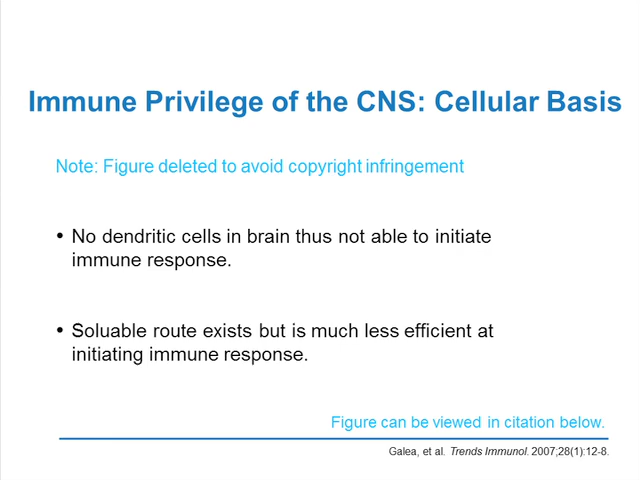 Immune Privilege of the CNS: Cellular Basis
Note: Figure deleted to avoid copyright infringement
• No dendritic cells in brain thus not able to initiate
immune response.
• Soluable route exists but is much less efficient at
initiating immune response.
Figure can be viewed in citation below.
Galea, et al. Trends Immunol. 2007;28(1):12-8.